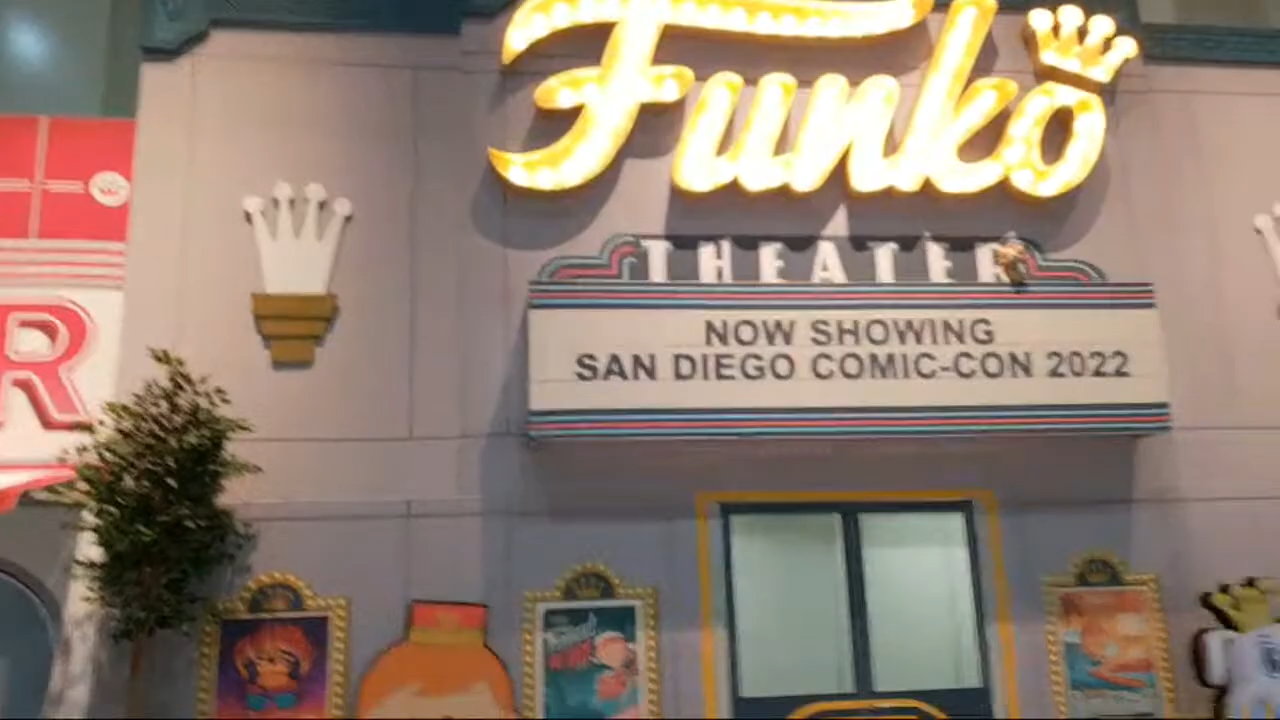 Funko
THEATER
NOW SHOWING
SAN DIEGO COMIC-CON 2022
R